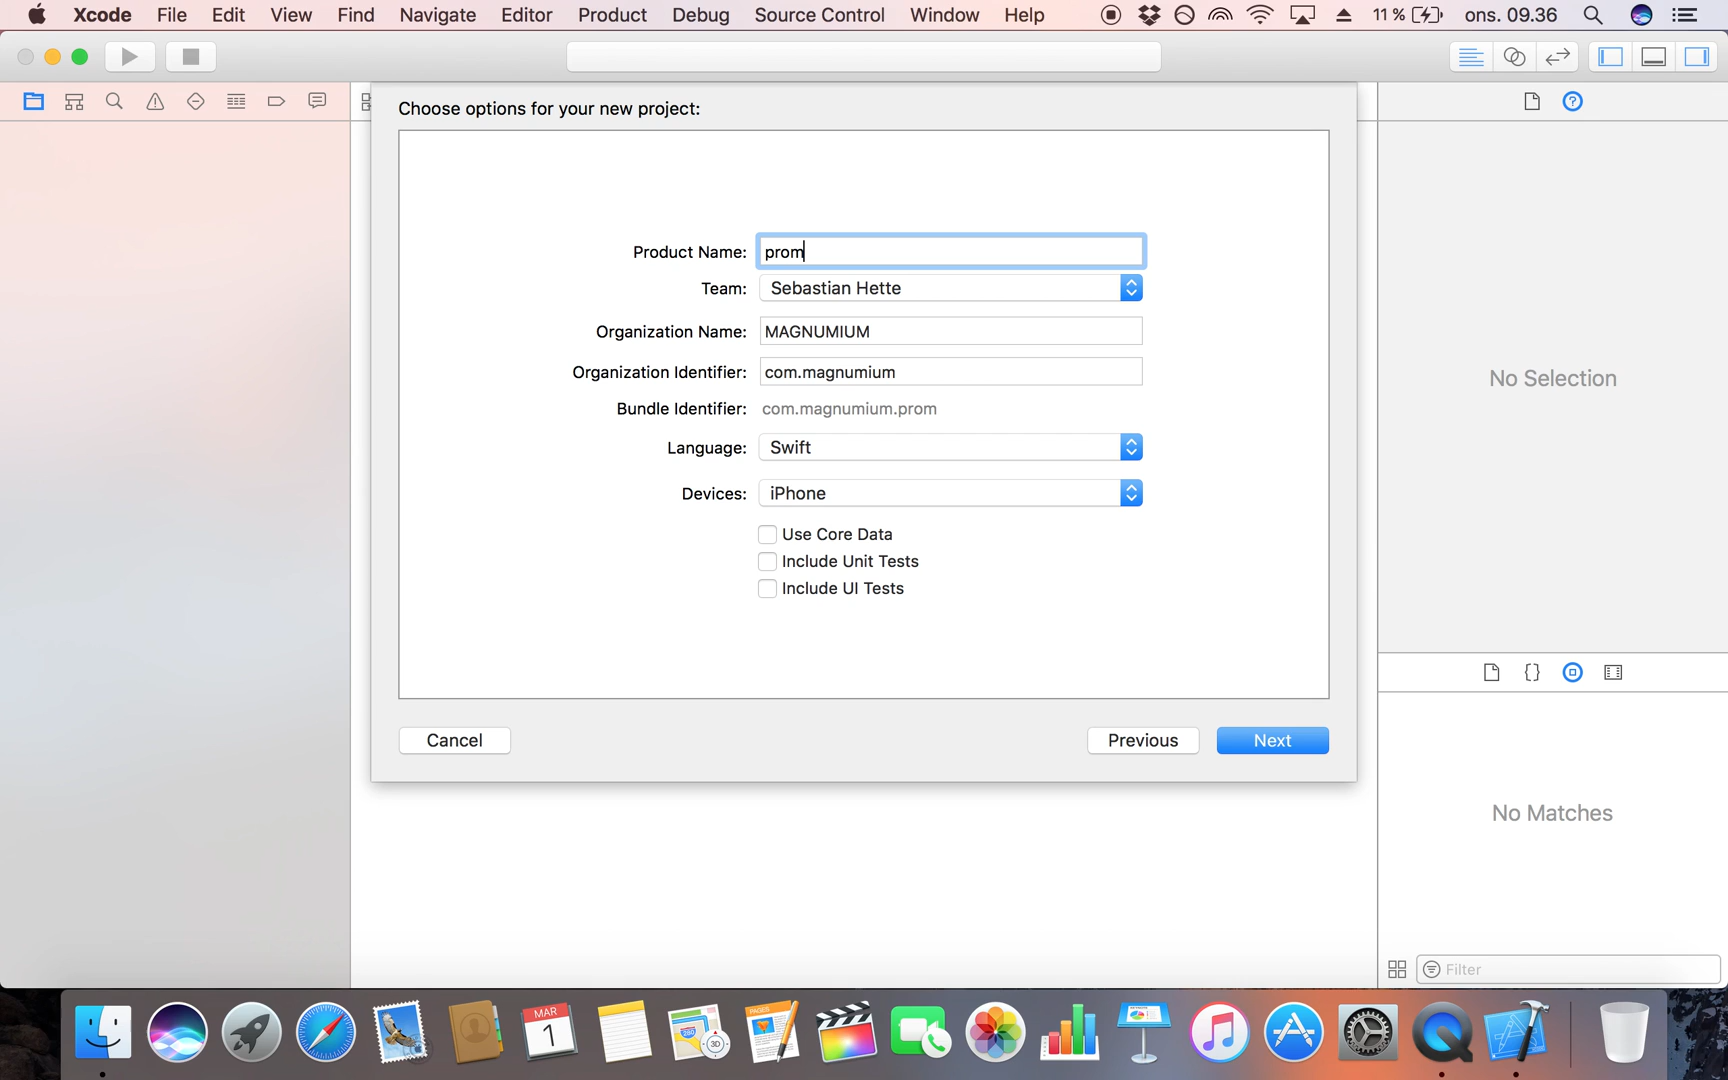 Xcode File Edit View Find Navigate Editor Product Debug Source Control Window Help 11 % ons. 09.36
Choose options for your new project:
Product Name: prom
Team: Sebastian Hette
Organization Name: MAGNUMIUM
Organization Identifier: com.magnumium
Bundle Identifier: com.magnumium.prom
Language: Swift
Devices: iPhone
Use Core Data
Include Unit Tests
Include UI Tests
Cancel Previous Next
No Selection
No Matches
Filter
MAR
1
280
3D
PAGES